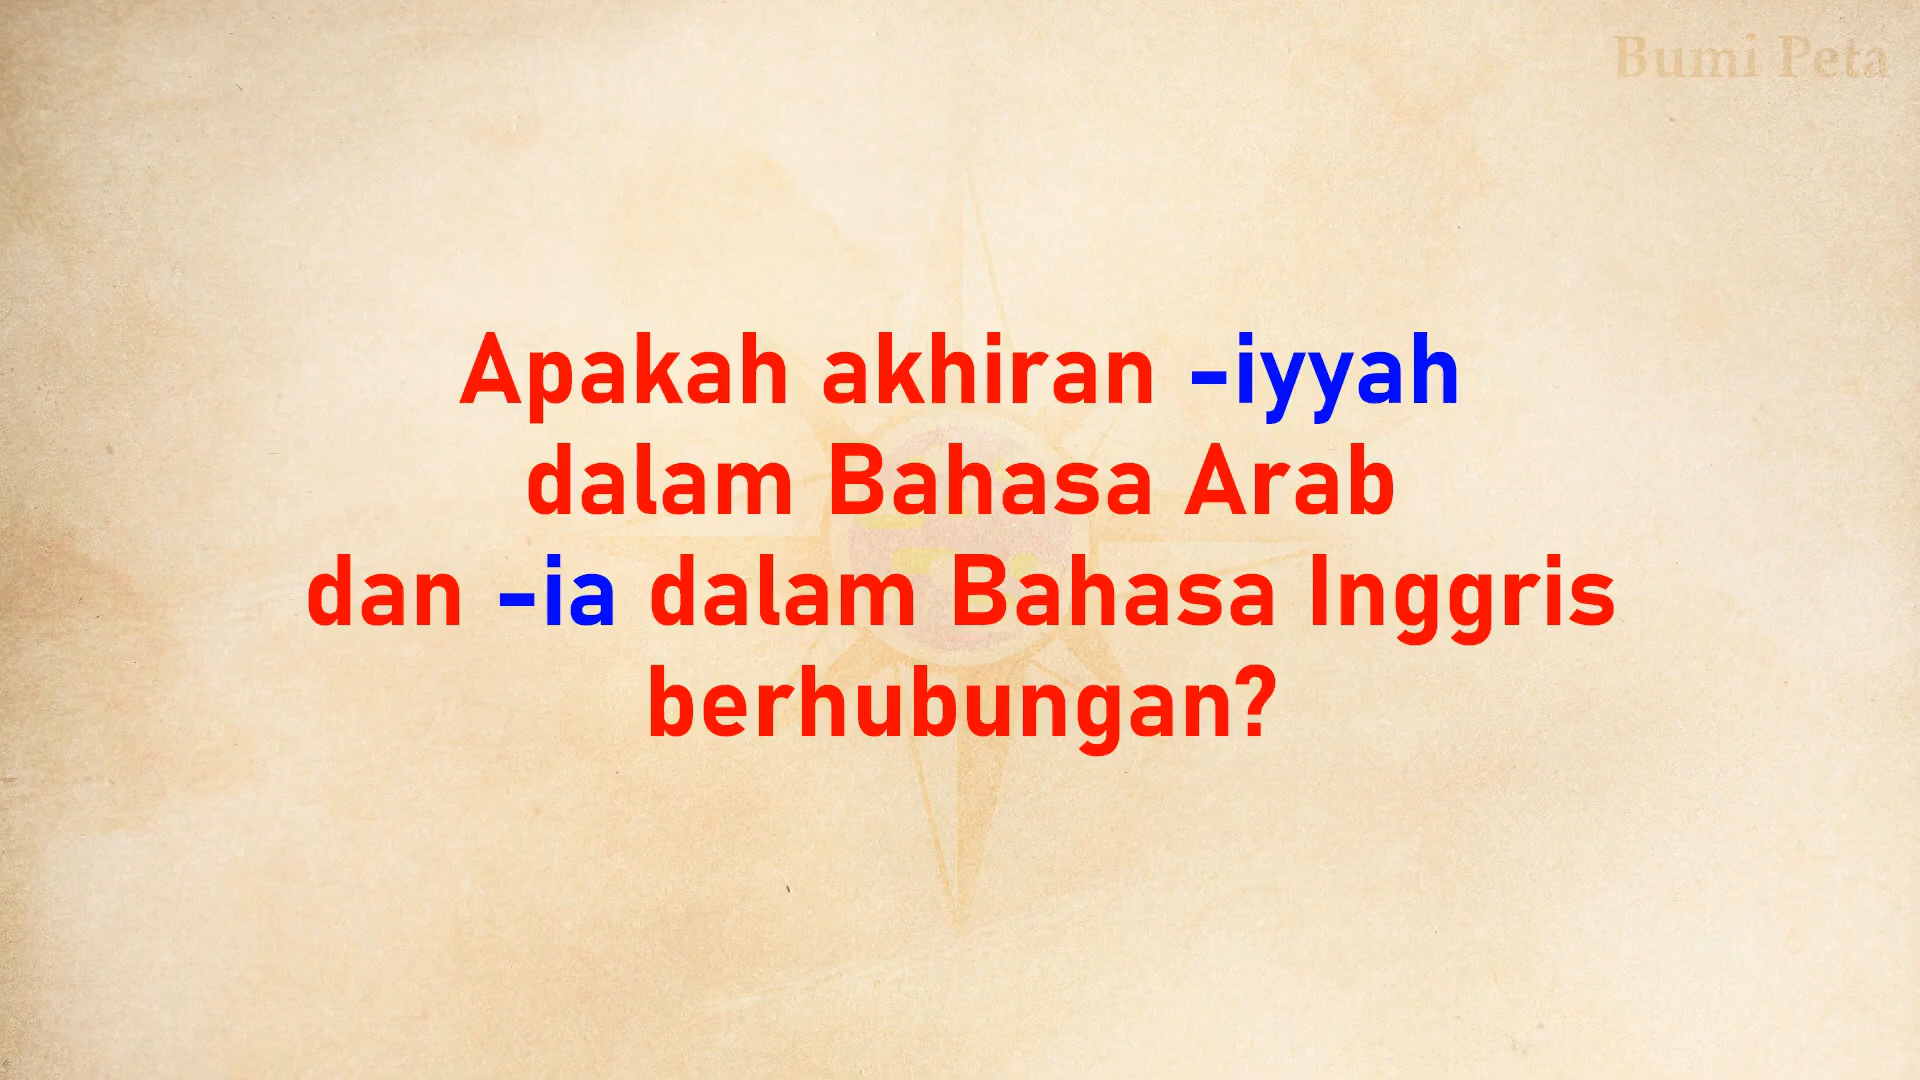 Bumi Peta
Apakah akhiran -iyyah
dalam Bahasa Arab
dan -ia dalam Bahasa Inggris
berhubungan?